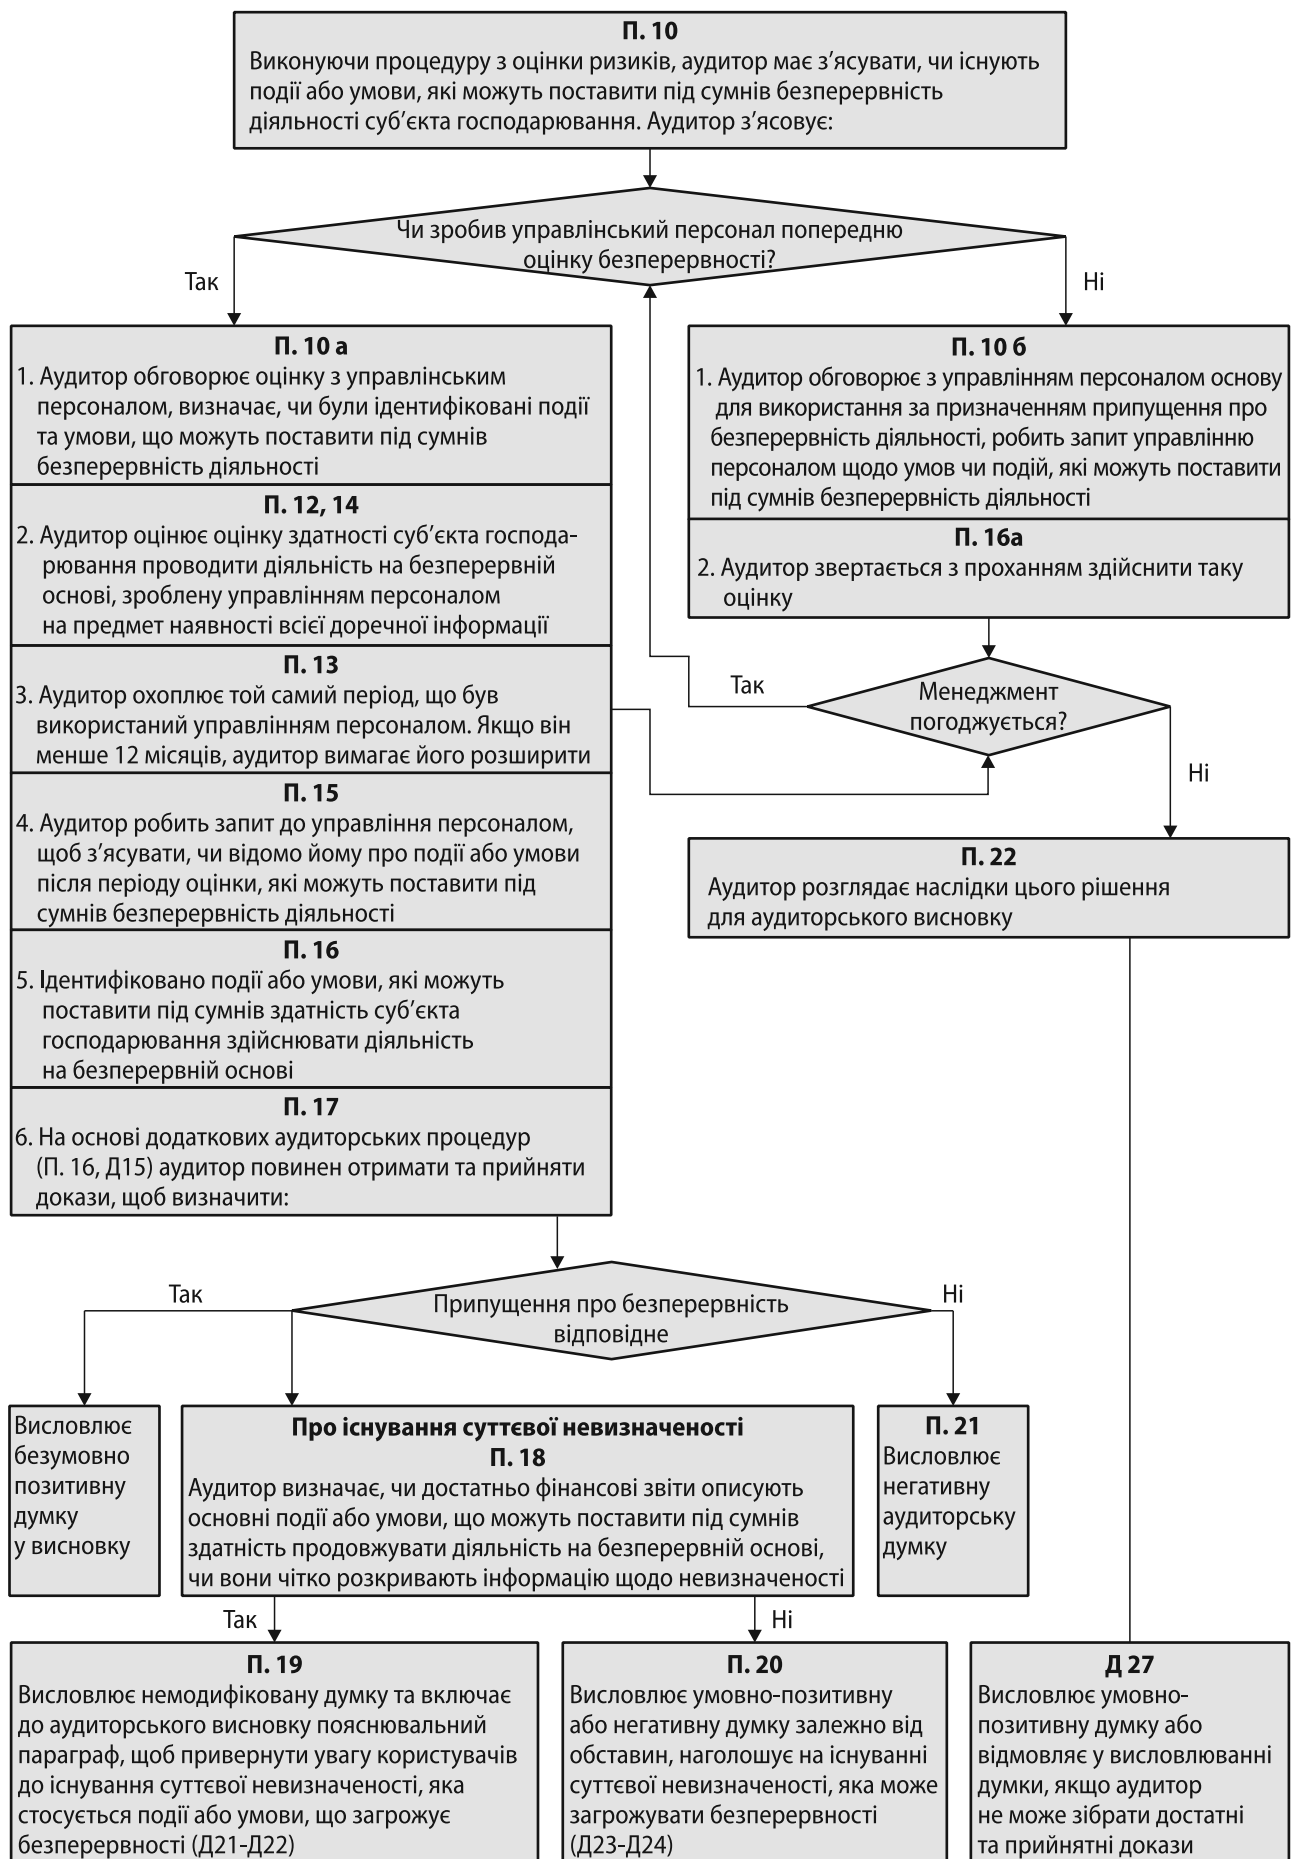 П. 10
Виконуючи процедуру з оцінки ризиків, аудитор має з’ясувати, чи існують
події або умови, які можуть поставити під сумнів безперервність
діяльності суб’єкта господарювання. Аудитор з’ясовує:
Чи зробив управлінський персонал попередню
оцінку безперервності?
Так
Ні
П. 10 а
1. Аудитор обговорює оцінку з управлінським
персоналом, визначає, чи були ідентифіковані події
та умови, що можуть поставити під сумнів
безперервність діяльності
П. 12, 14
2. Аудитор оцінює оцінку здатності суб’єкта господа-
рювання проводити діяльність на безперервній
основі, зроблену управлінням персоналом
на предмет наявності всієї доречної інформації
П. 13
3. Аудитор охоплює той самий період, що був
використаний управлінням персоналом. Якщо він
менше 12 місяців, аудитор вимагає його розширити
П. 15
4. Аудитор робить запит до управління персоналом,
щоб з’ясувати, чи відомо йому про події або умови
після періоду оцінки, які можуть поставити під
сумнів безперервність діяльності
П. 16
5. Ідентифіковано події або умови, які можуть
поставити під сумнів здатність суб’єкта
господарювання здійснювати діяльність
на безперервній основі
П. 17
6. На основі додаткових аудиторських процедур
(П. 16, Д15) аудитор повинен отримати та прийняти
докази, щоб визначити:
П. 10 б
1. Аудитор обговорює з управлінням персоналом основу
для використання за призначенням припущення про
безперервність діяльності, робить запит управлінню
персоналом щодо умов чи подій, які можуть поставити
під сумнів безперервність діяльності
П. 16а
2. Аудитор звертається з проханням здійснити таку
оцінку
Так
Менеджмент
погоджується?
Ні
П. 22
Аудитор розглядає наслідки цього рішення
для аудиторського висновку
Так
Припущення про безперервність
відповідне
Ні
Висловлює
безумовно
позитивну
думку
у висновку
Про існування суттєвої невизначеності
П. 18
Аудитор визначає, чи достатньо фінансові звіти описують
основні події або умови, що можуть поставити під сумнів
здатність продовжувати діяльність на безперервній основі,
чи вони чітко розкривають інформацію щодо невизначеності
П. 21
Висловлює
негативну
аудиторську
думку
Так
Ні
П. 19
Висловлює немодифіковану думку та включає
до аудиторського висновку пояснювальний
параграф, щоб привернути увагу користувачів
до існування суттєвої невизначеності, яка
стосується події або умови, що загрожує
безперервності (Д21-Д22)
П. 20
Висловлює умовно-позитивну
або негативну думку залежно від
обставин, наголошує на існуванні
суттєвої невизначеності, яка може
загрожувати безперервності
(Д23-Д24)
Д 27
Висловлює умовно-
позитивну думку або
відмовляє у висловлюванні
думки, якщо аудитор
не може зібрати достатні
та прийнятні докази